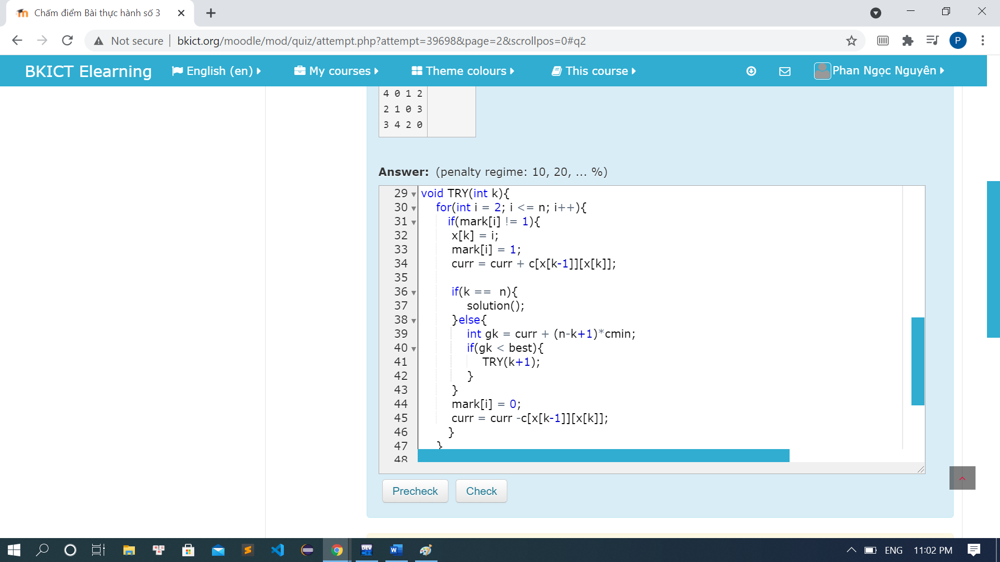 Chấm điểm Bài thực hành số 3
Not secure
bkict.org/moodle/mod/quiz/attempt.php?attempt=39698&page=2&scrollpos=0#q2
P
BKICT Elearning
English (en)
My courses
Theme colours
This course
Phan Ngọc Nguyên
4 0 1 2
2 1 0 3
3 4 2 0
Answer: (penalty regime: 10, 20, ... %)
29 void TRY(int k){
30 for(int i = 2; i <= n; i++){
31 if(mark[i] != 1){
32 x[k] = i;
33 mark[i] = 1;
34 curr = curr + c[x[k-1]][x[k]];
35
36 if(k == n){
37 solution();
38 }else{
39 int gk = curr + (n-k+1)*cmin;
40 if(gk < best){
41 TRY(k+1);
42 }
43 }
44 mark[i] = 0;
45 curr = curr -c[x[k-1]][x[k]];
46 }
47 }
48
Precheck
Check
DEV
W
ENG
11:02 PM